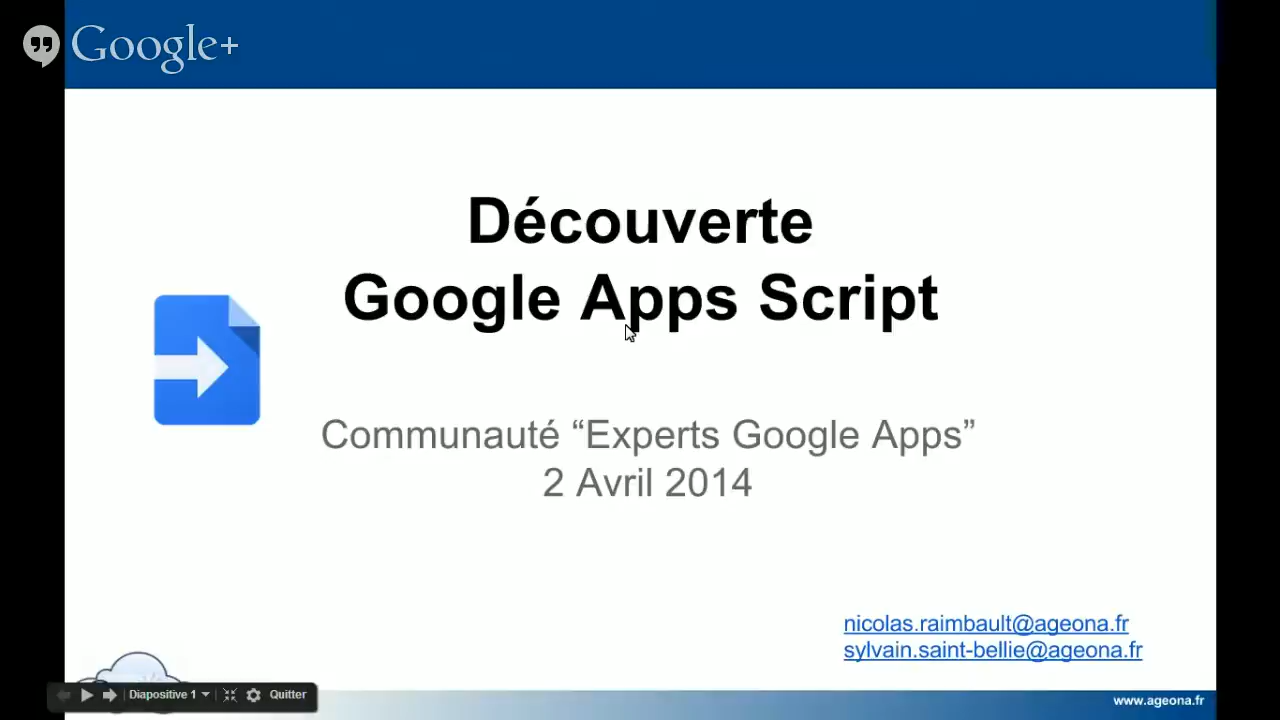 Google+
Découverte
Google Apps Script
Communauté “Experts Google Apps”
2 Avril 2014
nicolas.raimbault@ageona.fr
sylvain.saint-bellie@ageona.fr
Diapositive 1 Quitter
www.ageona.fr